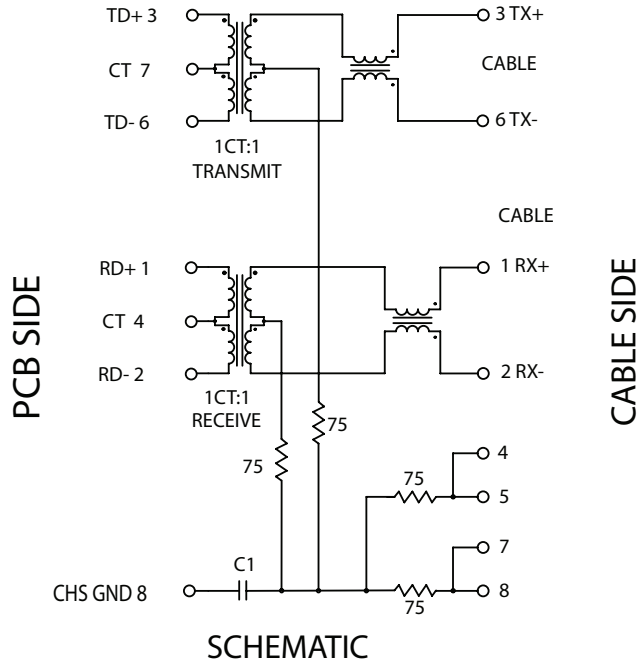 TD+ 3
3 TX+
CT 7
CABLE
TD- 6
6 TX-
1CT:1
TRANSMIT
CABLE
RD+ 1
1 RX+
PCB SIDE
CABLE SIDE
CT 4
RD- 2
2 RX-
1CT:1
RECEIVE
75
75
4
75
5
7
C1
CHS GND 8
8
75
SCHEMATIC